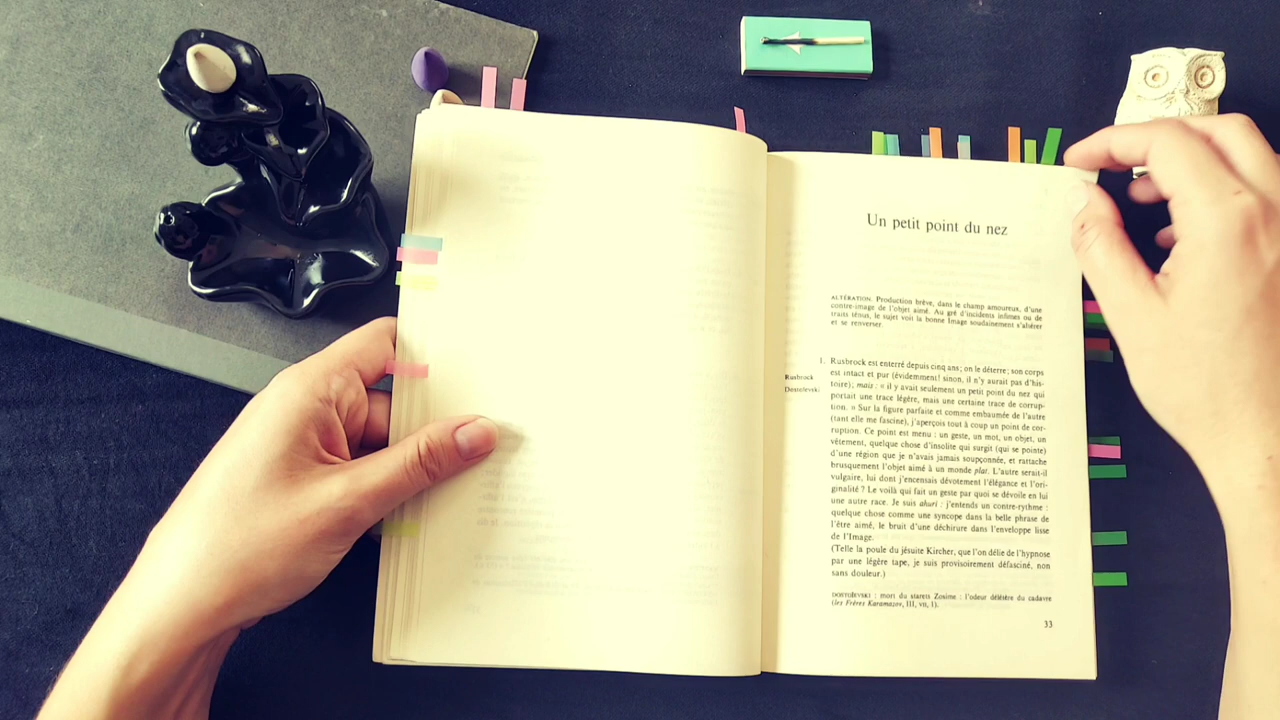 Un petit point du nez
ALTÉRATION. Production brève, dans le champ amoureux, d'une
contre-image de l'objet aimé. Au gré d'incidents infimes ou de
traits ténus, le sujet voit la bonne Image soudainement s'altérer
et se renverser.
1. Rusbrock est enterré depuis cinq ans; on le déterre; son corps
Rusbrock
est intact et pur (évidemment! sinon, il n'y aurait pas d'his-
Dostoïevski
toire); mais : « il y avait seulement un petit point du nez qui
portait une trace légère, mais une certaine trace de corrup-
tion. » Sur la figure parfaite et comme embaumée de l'autre
(tant elle me fascine), j'aperçois tout à coup un point de cor-
ruption. Ce point est menu : un geste, un mot, un objet, un
vêtement, quelque chose d'insolite qui surgit (qui se pointe)
d'une région que je n'avais jamais soupçonnée, et rattache
brusquement l'objet aimé à un monde plat. L'autre serait-il
vulgaire, lui dont j'encensais dévotement l'élégance et l'ori-
ginalité? Le voilà qui fait un geste par quoi se dévoile en lui
une autre race. Je suis ahuri : j'entends un contre-rythme :
quelque chose comme une syncope dans la belle phrase de
l'être aimé, le bruit d'une déchirure dans l'enveloppe lisse
de l'Image.
(Telle la poule du jésuite Kircher, que l'on délie de l'hypnose
par une légère tape, je suis provisoirement défasciné, non
sans douleur.)
DOSTOÏEVSKI : mort du starets Zosime : l'odeur délétère du cadavre
(les Frères Karamazov, III, VII, 1).
33